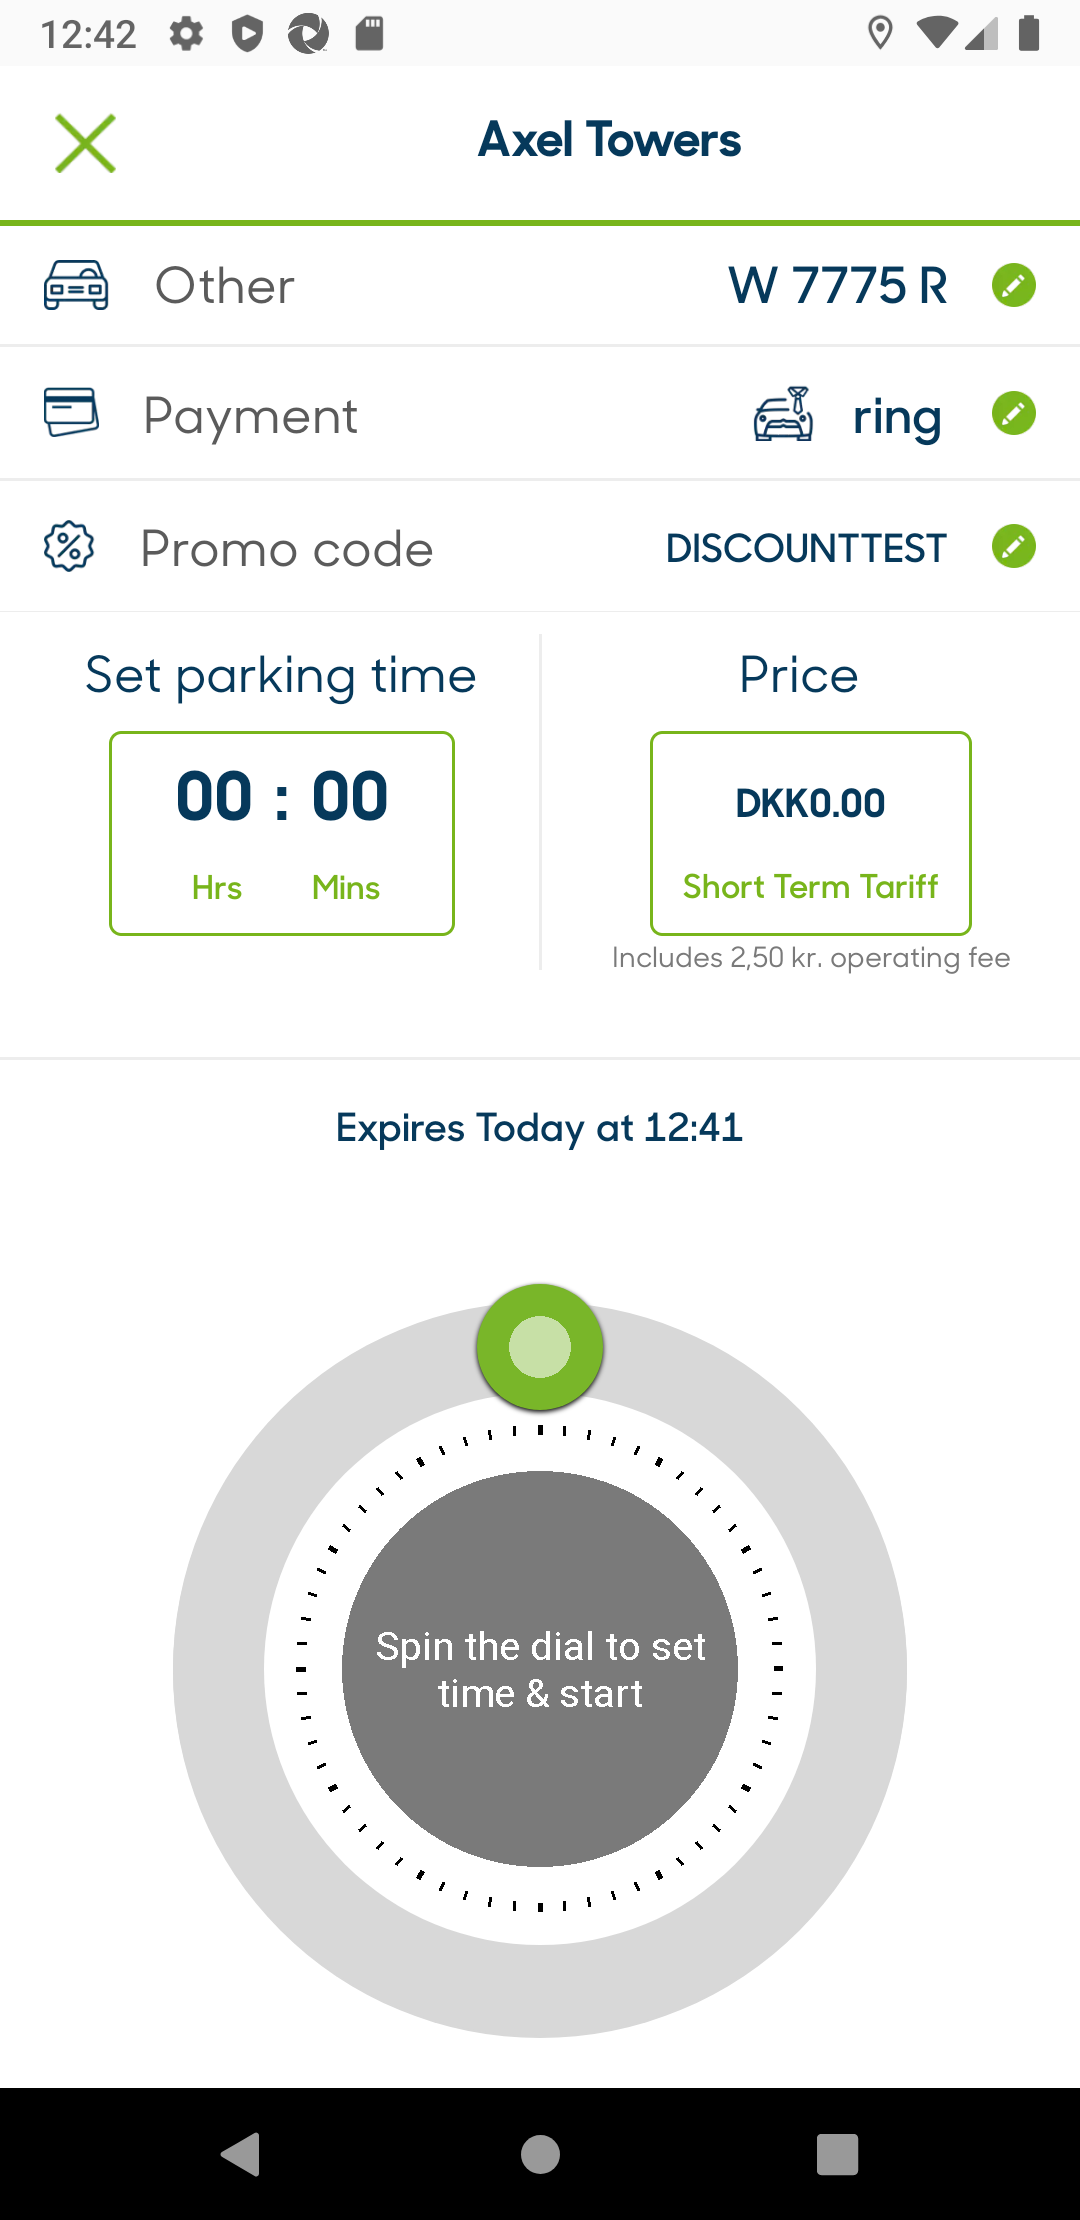 12:42
Axel Towers
Other
W 7775 R
Payment
ring
Promo code
DISCOUNTTEST
Set parking time
Price
00 : 00
Hrs Mins
DKK0.00
Short Term Tariff
Includes 2,50 kr. operating fee
Expires Today at 12:41
Spin the dial to set
time & start